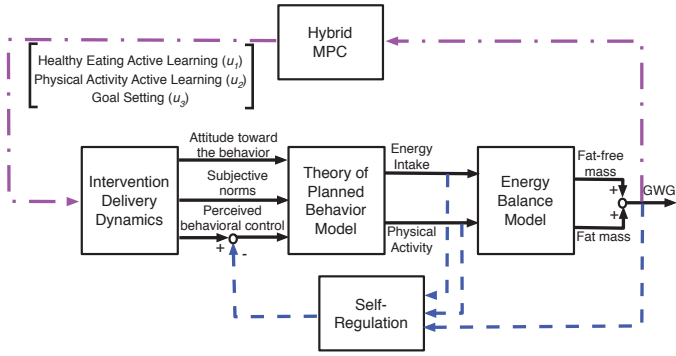 Hybrid
MPC
Healthy Eating Active Learning (u1)
Physical Activity Active Learning (u2)
Goal Setting (u3)
Intervention
Delivery
Dynamics
Attitude toward
the behavior
Subjective
norms
Perceived
behavioral control
+
-
Theory of
Planned
Behavior
Model
Energy
Intake
Physical
Activity
Energy
Balance
Model
Fat-free
mass
+
+
GWG
Fat mass
Self-
Regulation